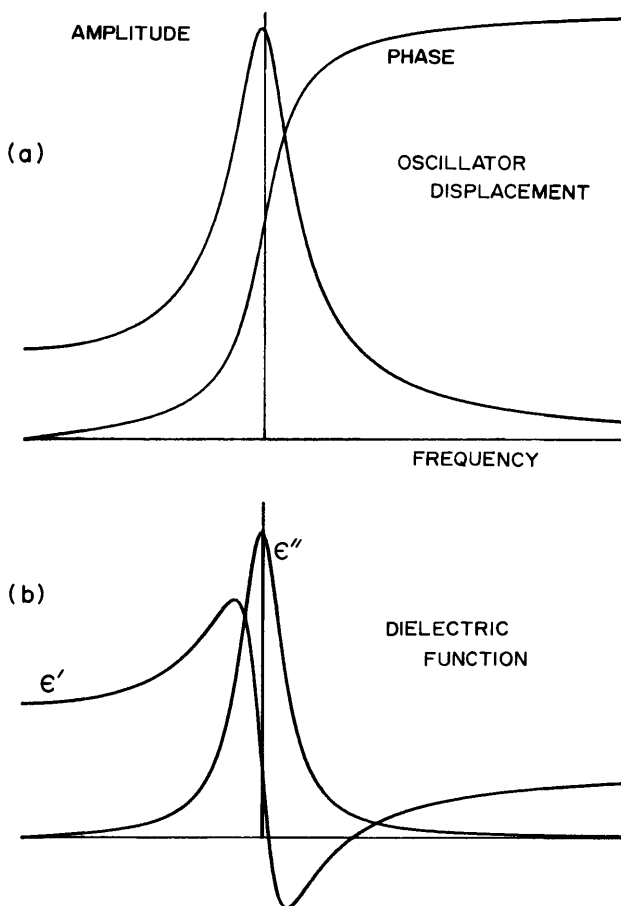 AMPLITUDE
PHASE
(a)
OSCILLATOR
DISPLACEMENT
FREQUENCY
ϵ″
(b)
DIELECTRIC
FUNCTION
ϵ′